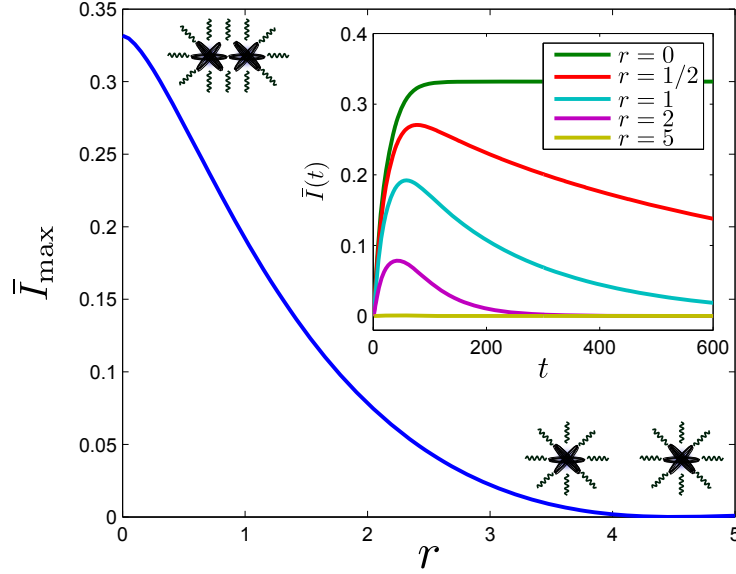 0.35
0.3
0.25
0.2
0.15
0.1
0.05
0
Ī_max
0 1 2 3 4 5
r
0.4
0.3
0.2
0.1
0
Ī(t)
0 200 400 600
t
r = 0
r = 1/2
r = 1
r = 2
r = 5